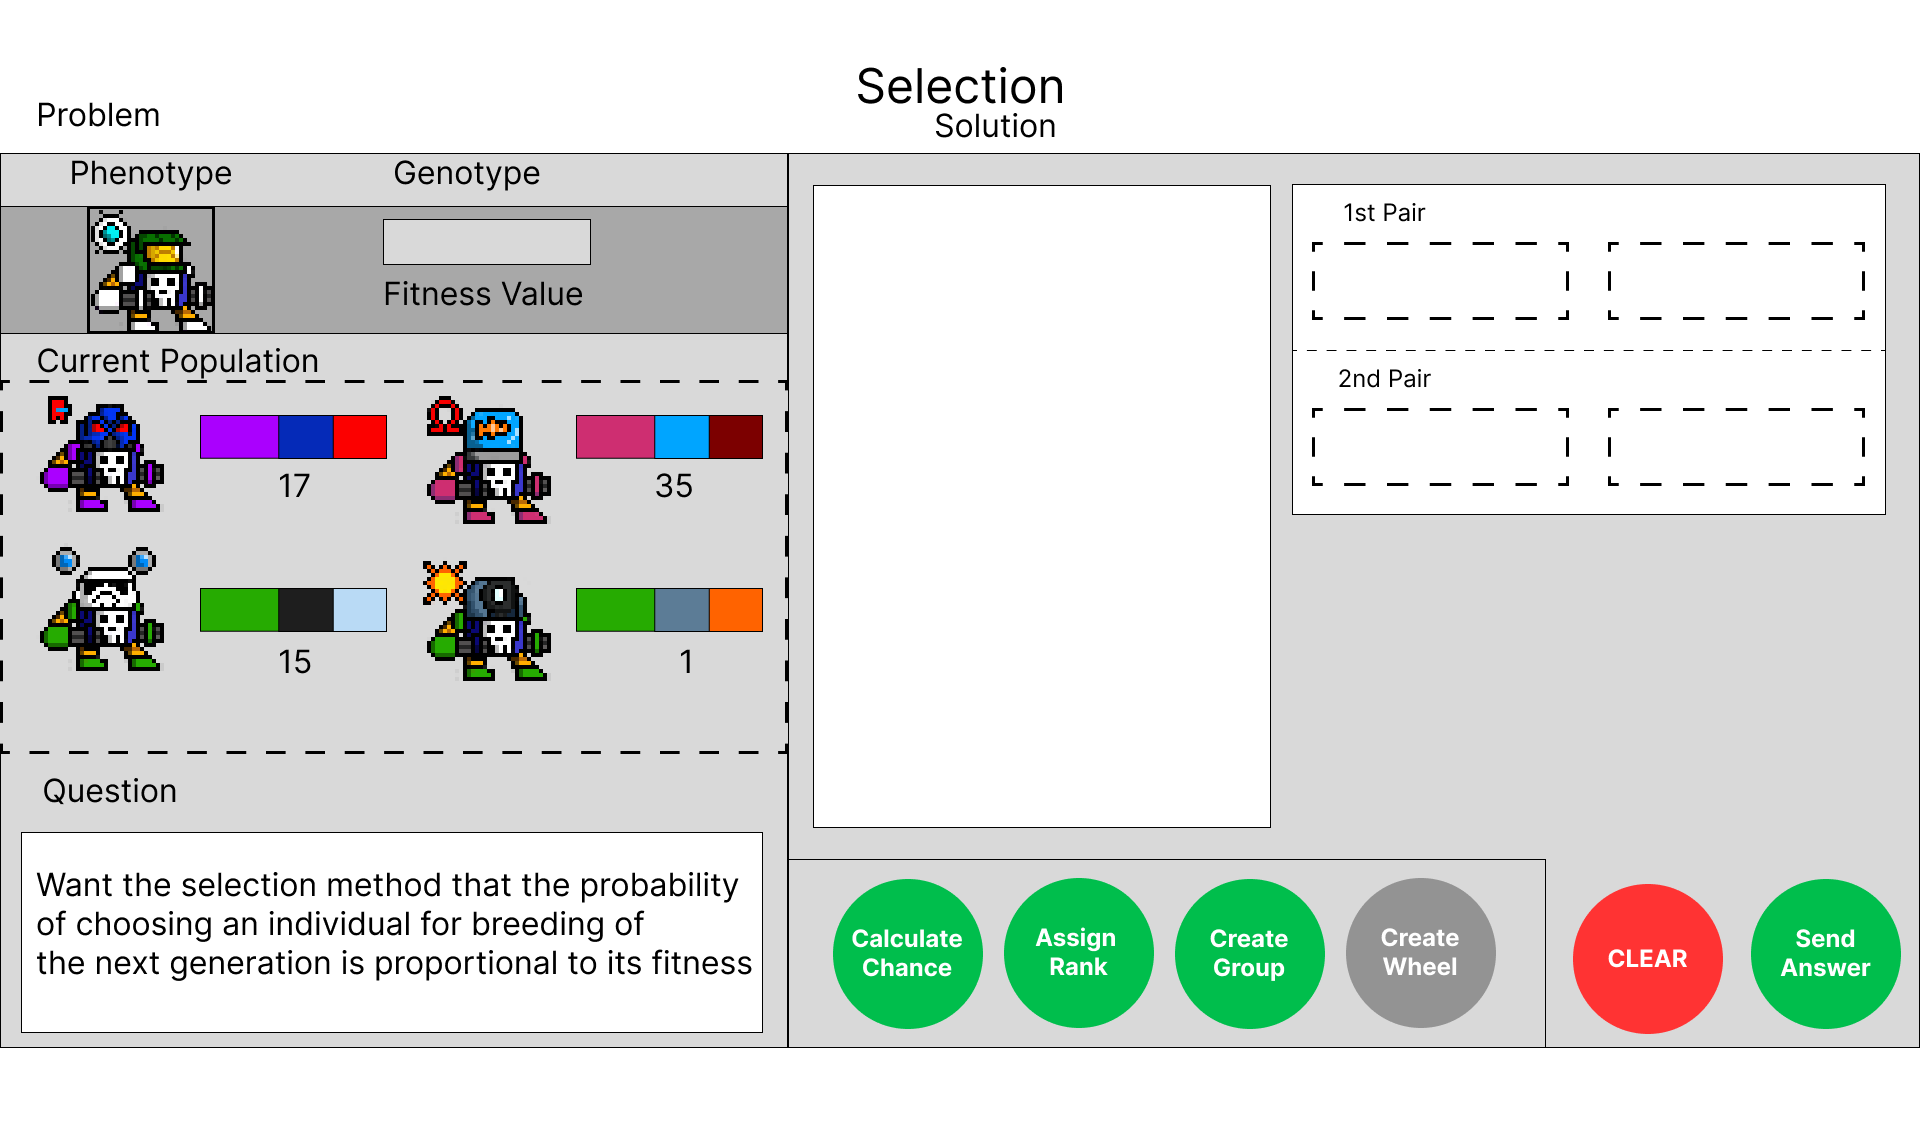 Selection
Problem
Solution
Phenotype
Genotype
Fitness Value
Current Population
17
35
15
1
Question
Want the selection method that the probability
of choosing an individual for breeding of
the next generation is proportional to its fitness
1st Pair
2nd Pair
Calculate
Chance
Assign
Rank
Create
Group
Create
Wheel
CLEAR
Send
Answer